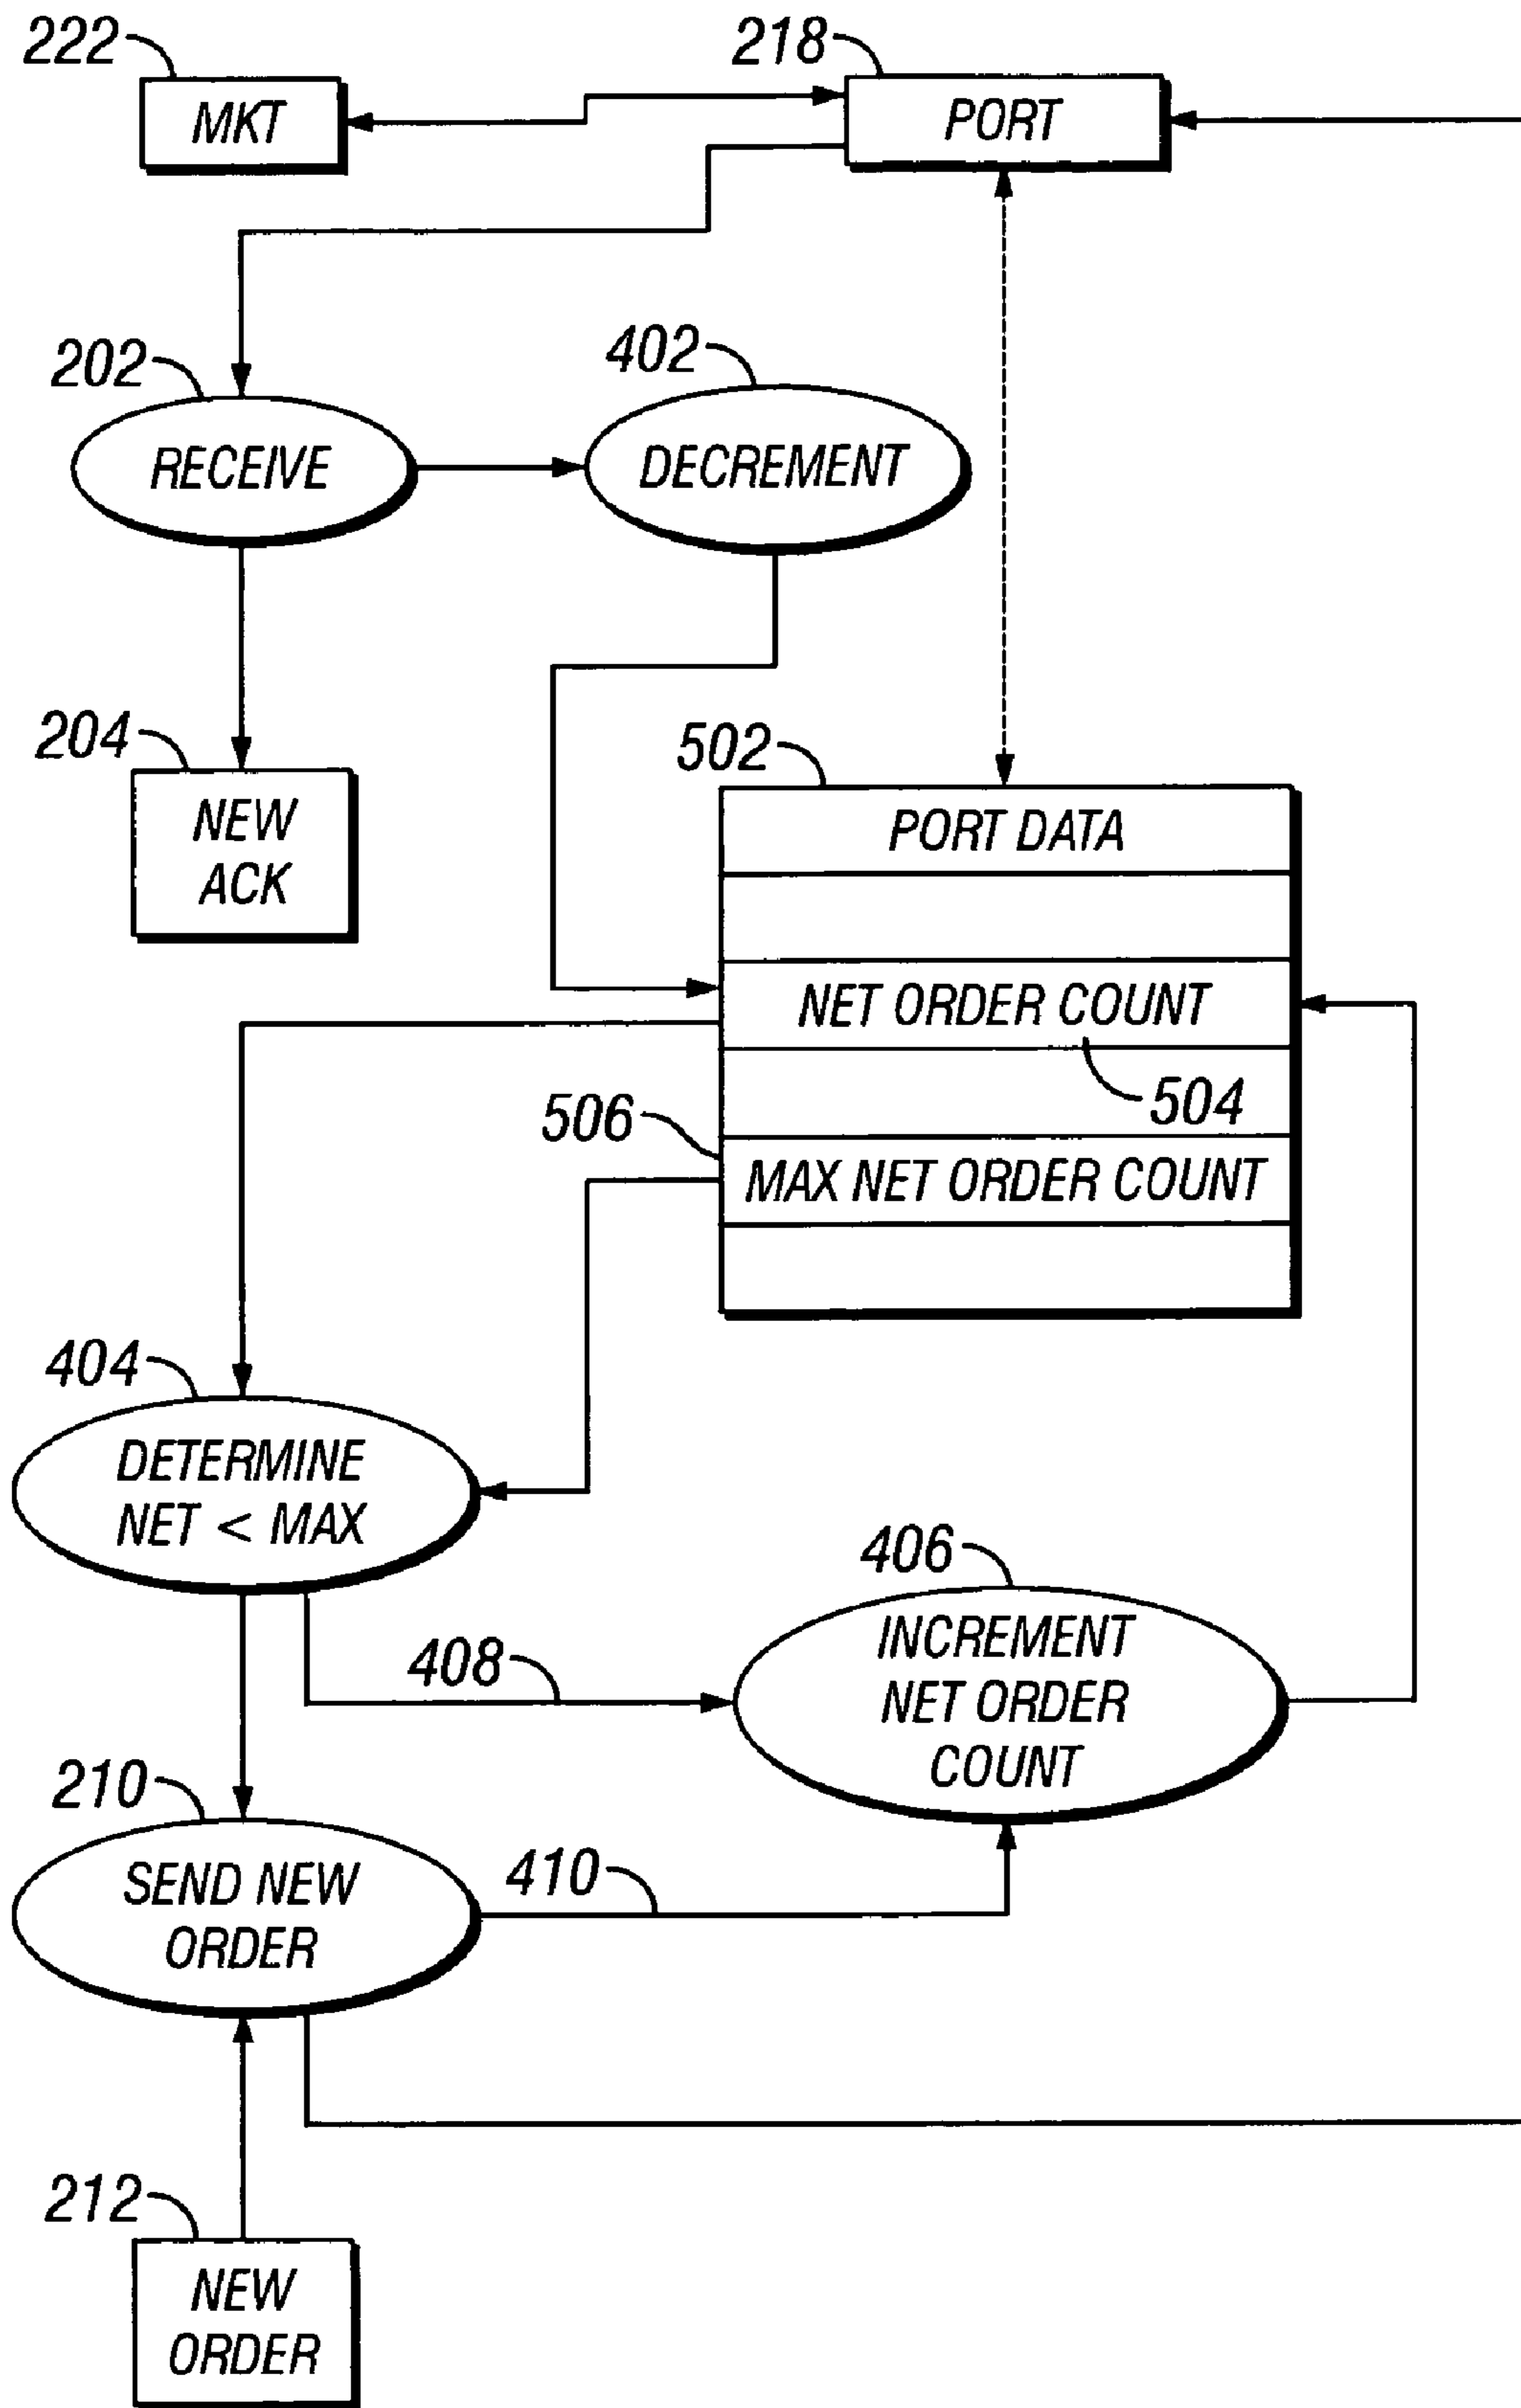 222
218
MKT
PORT
202
402
RECEIVE
DECREMENT
204
502
NEW
ACK
PORT DATA
NET ORDER COUNT
504
506
MAX NET ORDER COUNT
404
DETERMINE
NET < MAX
406
INCREMENT
NET ORDER
COUNT
408
210
SEND NEW
ORDER
410
212
NEW
ORDER